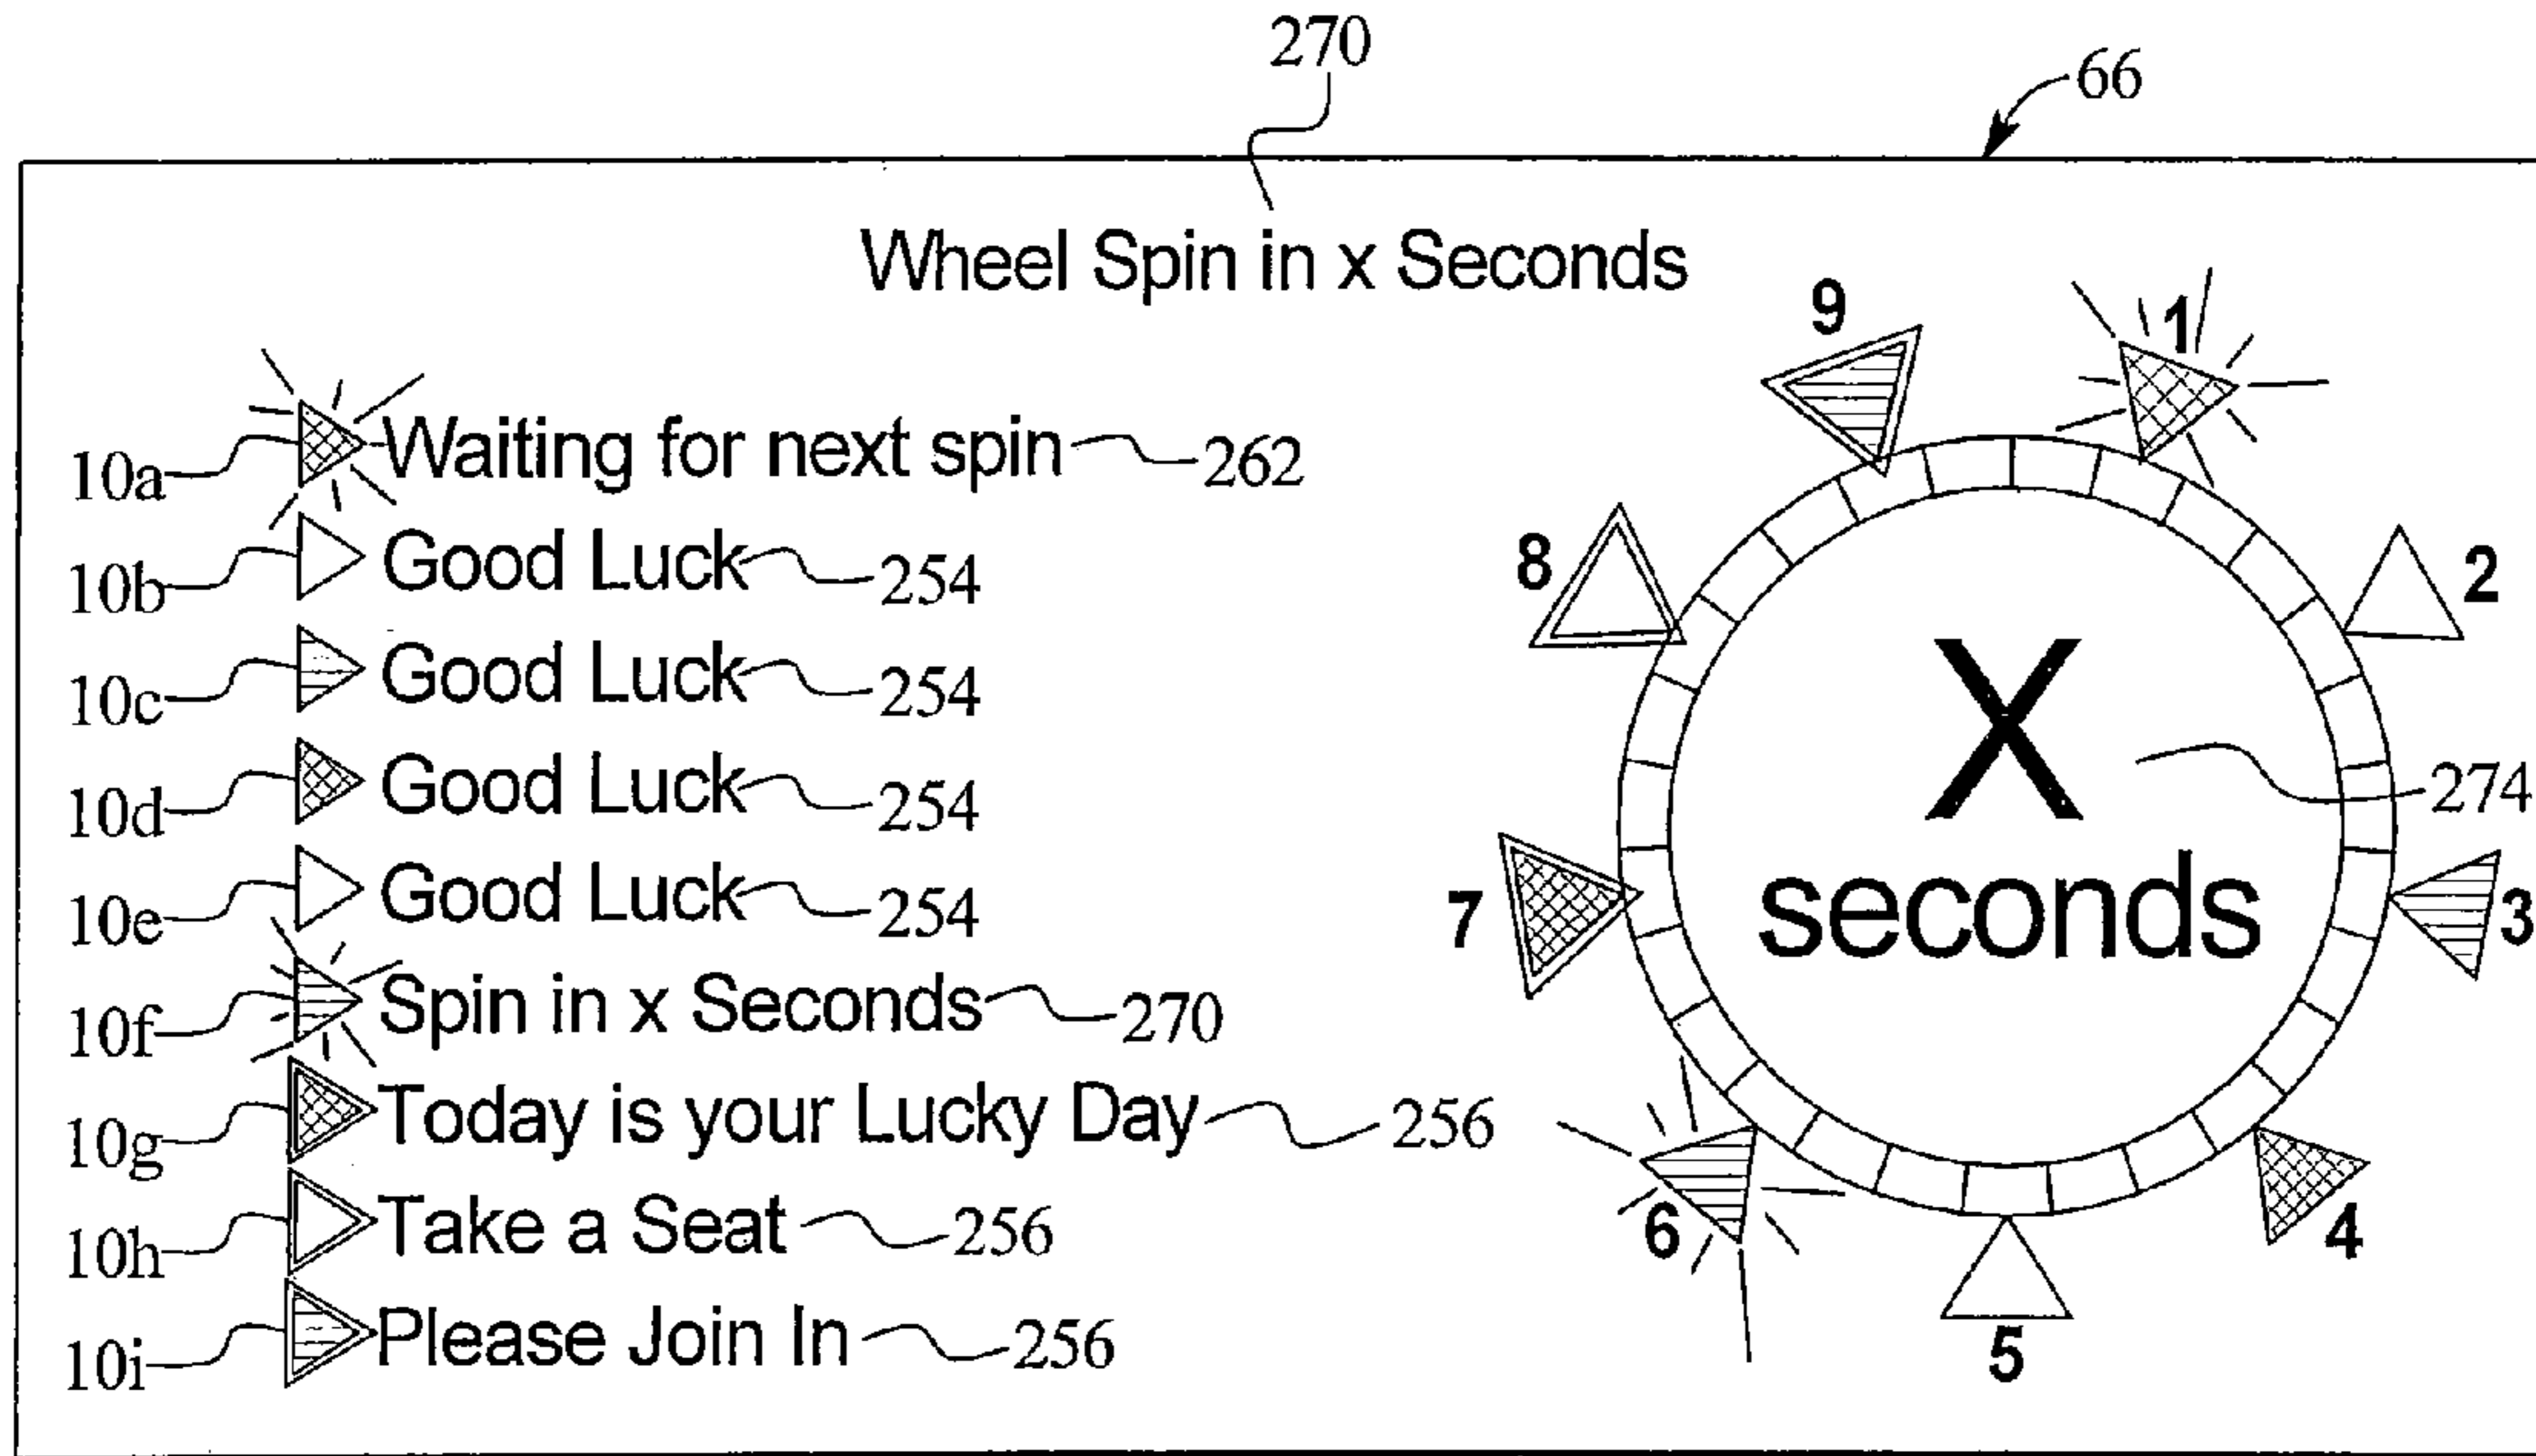 270
66
Wheel Spin in x Seconds
10a Waiting for next spin 262
10b Good Luck 254
10c Good Luck 254
10d Good Luck 254
10e Good Luck 254
10f Spin in x Seconds 270
10g Today is your Lucky Day 256
10h Take a Seat 256
10i Please Join In 256
9
1
8
2
X
274
seconds
7
3
6
4
5